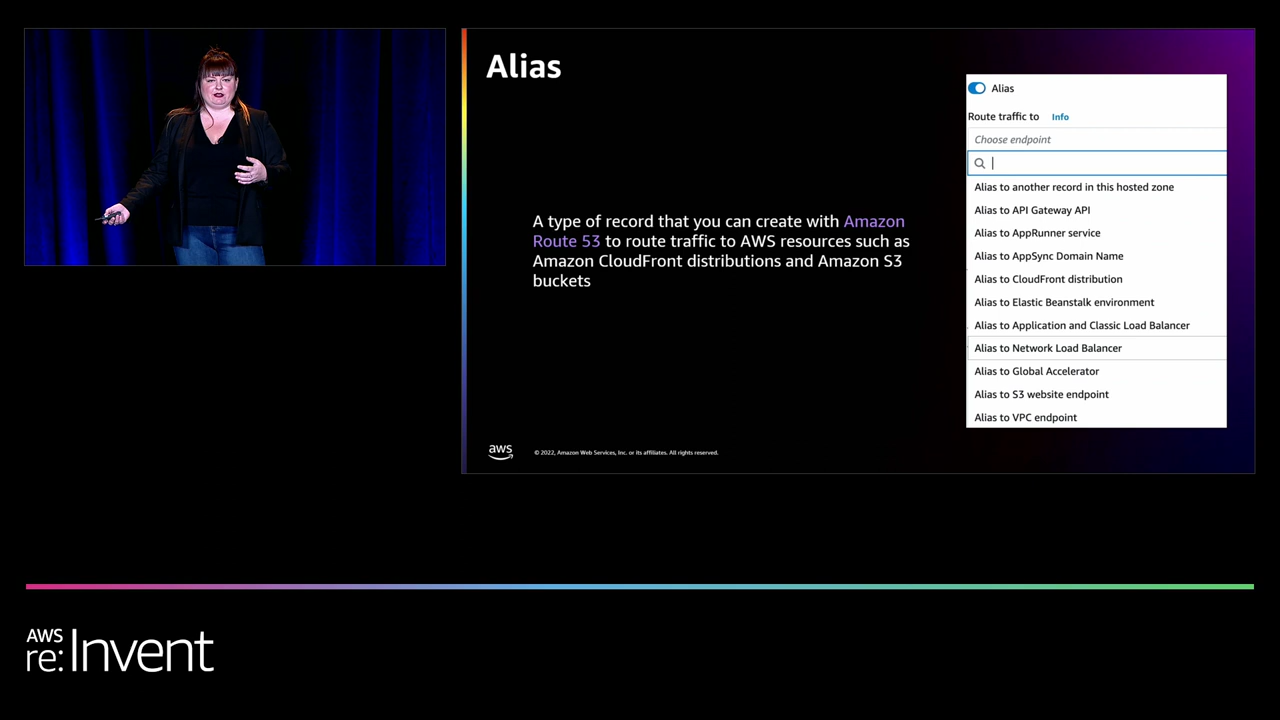 Alias
A type of record that you can create with Amazon
Route 53 to route traffic to AWS resources such as
Amazon CloudFront distributions and Amazon S3
buckets
Alias
Route traffic to Info
Choose endpoint
Alias to another record in this hosted zone
Alias to API Gateway API
Alias to AppRunner service
Alias to AppSync Domain Name
Alias to CloudFront distribution
Alias to Elastic Beanstalk environment
Alias to Application and Classic Load Balancer
Alias to Network Load Balancer
Alias to Global Accelerator
Alias to S3 website endpoint
Alias to VPC endpoint
aws
© 2022, Amazon Web Services, Inc. or its affiliates. All rights reserved.
AWS
re:Invent